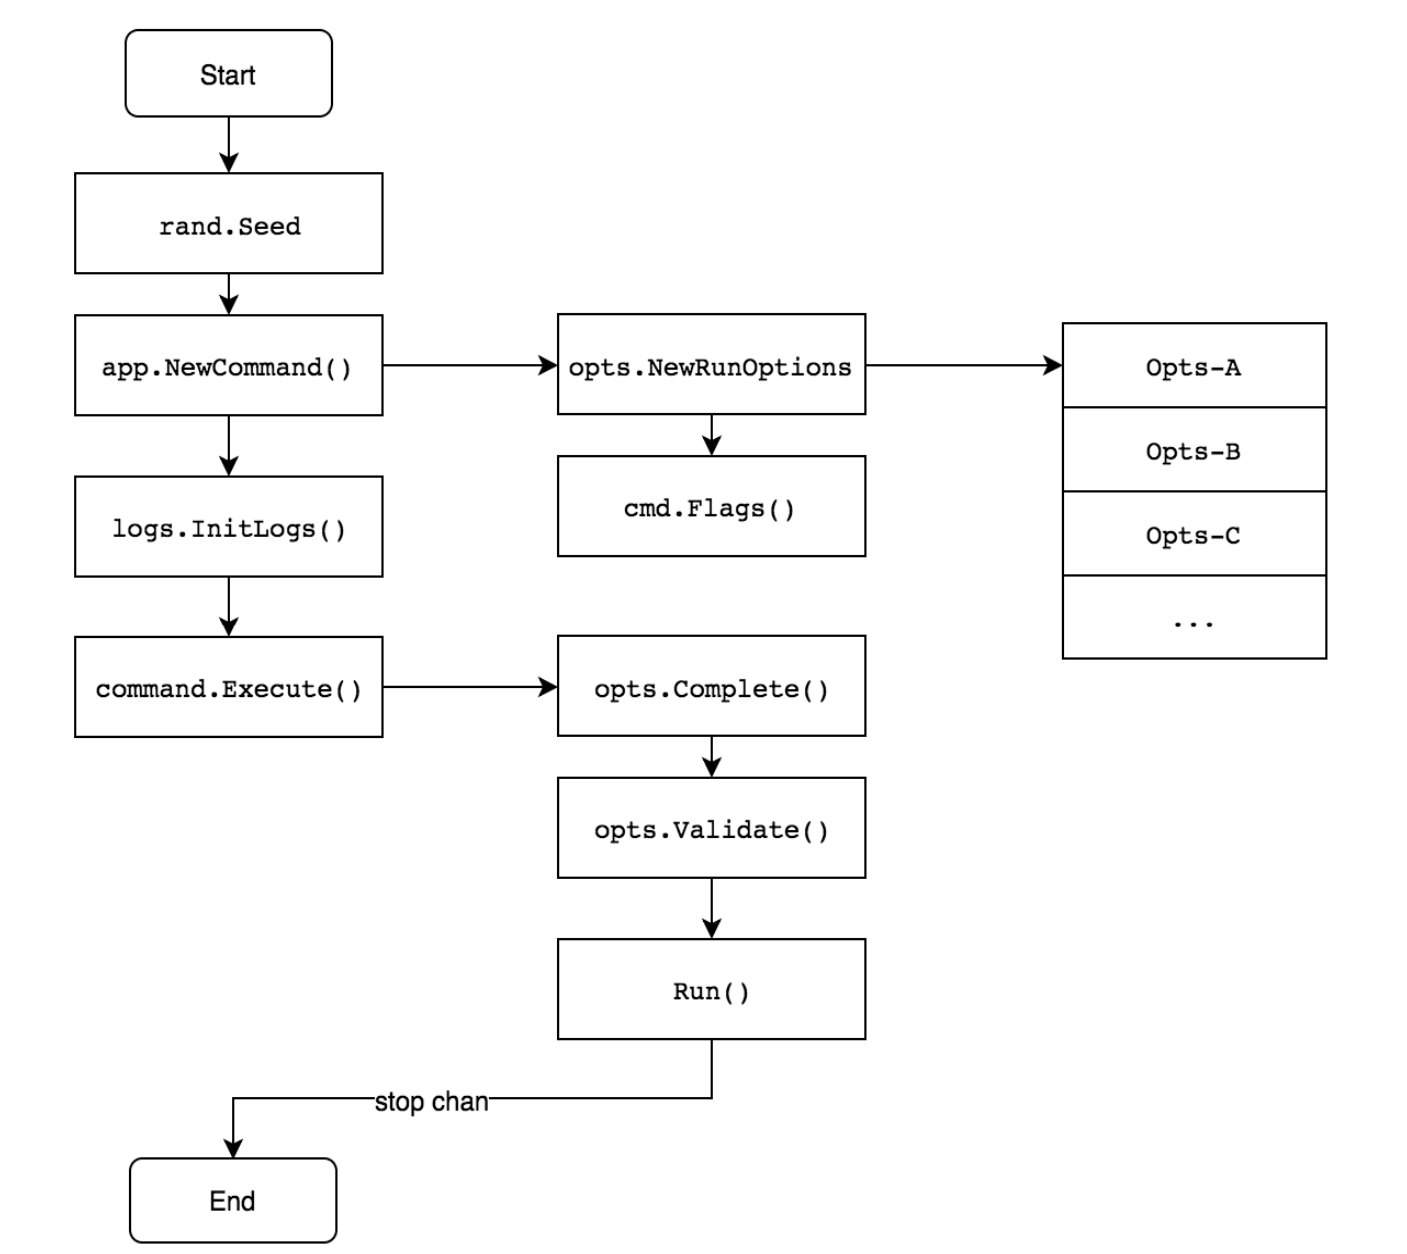 Start
rand.Seed
app.NewCommand()
opts.NewRunOptions
Opts-A
Opts-B
Opts-C
...
cmd.Flags()
logs.InitLogs()
command.Execute()
opts.Complete()
opts.Validate()
Run()
stop chan
End